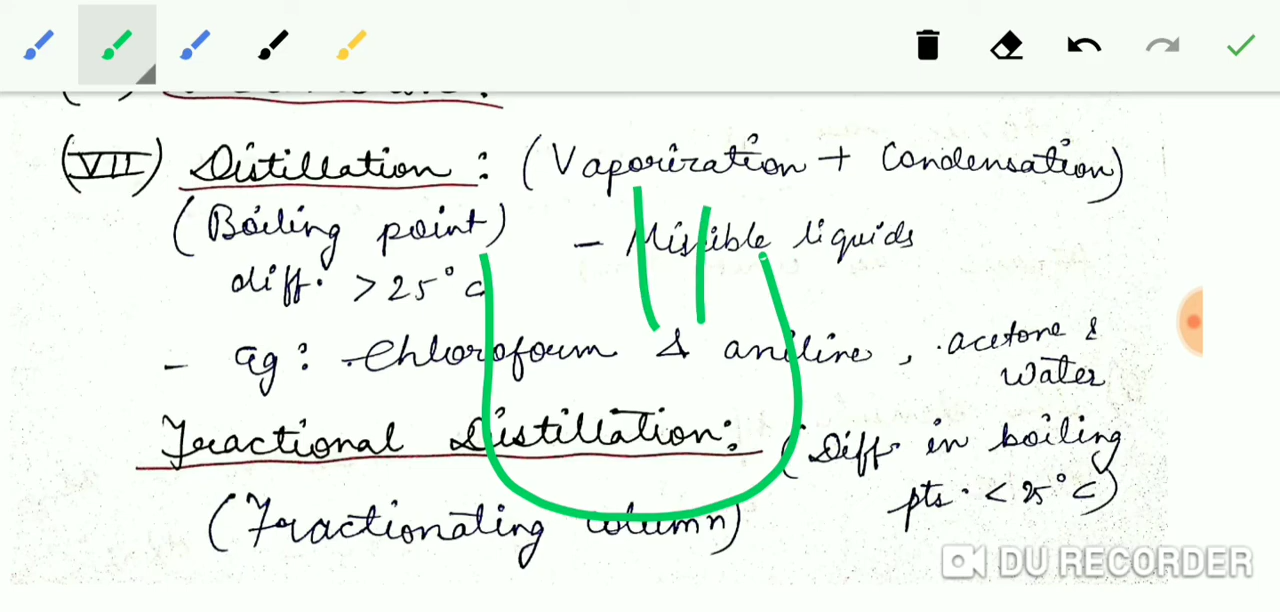 (VII) Distillation : (Vaporization + Condensation)
(Boiling point) - Miscible liquids
diff. > 25°C
- eg: Chloroform & aniline, acetone &
water
Fractional Distillation: (Diff. in boiling
pts. < 25°C)
(Fractionating column)
DU RECORDER